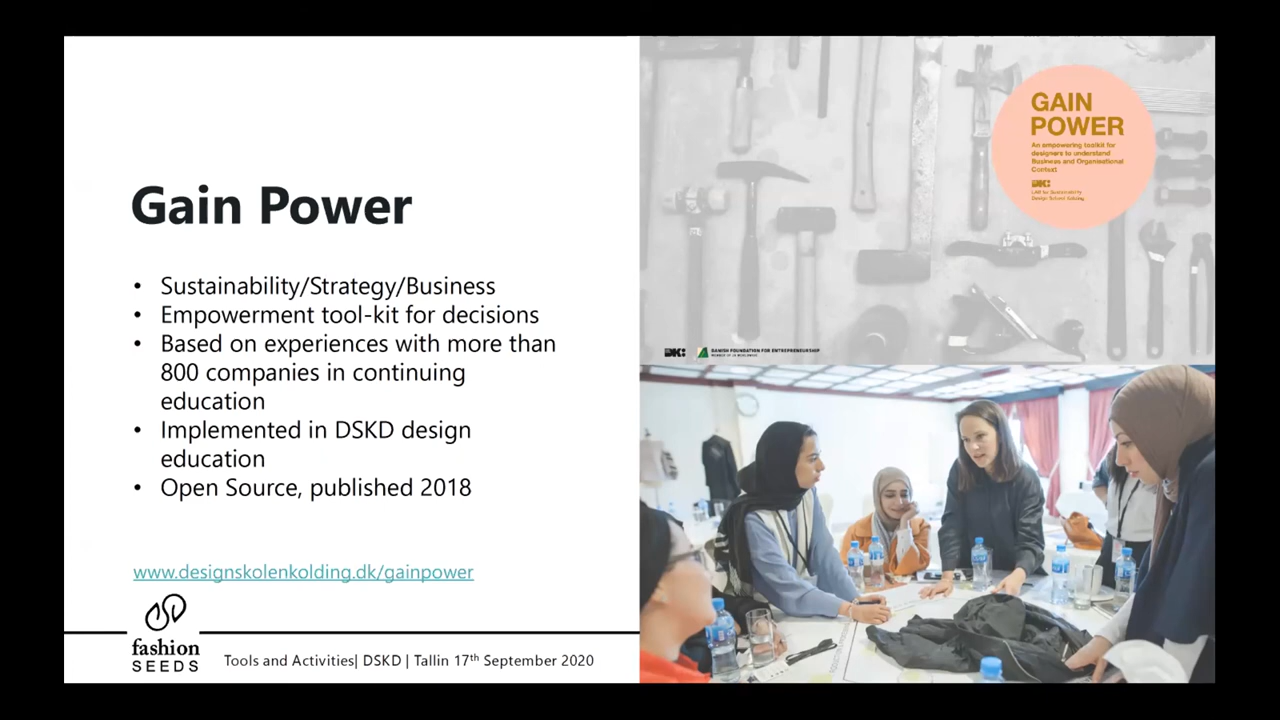 Gain Power
• Sustainability/Strategy/Business
• Empowerment tool-kit for decisions
• Based on experiences with more than
800 companies in continuing
education
• Implemented in DSKD design
education
• Open Source, published 2018
www.designskolenkolding.dk/gainpower
fashion
SEEDS
Tools and Activities| DSKD | Tallin 17th September 2020
GAIN
POWER
An empowering toolkit for
designers to understand
Business and Organisational
Context
DK:
LAB for Sustainability
Design School Kolding
DK:
DANISH FOUNDATION FOR ENTREPRENEURSHIP